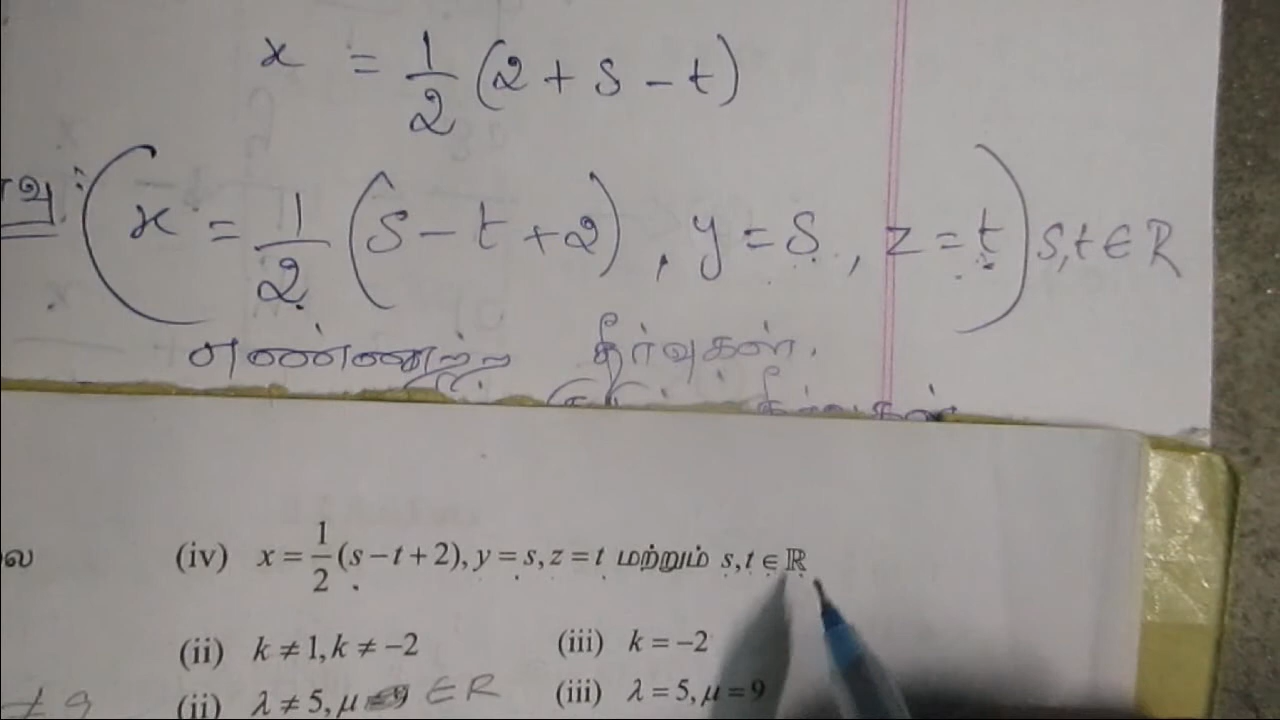 x = 1/2 (2 + s − t)
(x = 1/2 (s − t + 2), y = s, z = t) s,t ∈ R
எண்ணற்ற தீர்வுகள்.
(iv) x = 1/2 (s − t + 2), y = s, z = t மற்றும் s, t ∈ ℝ
(ii) k ≠ 1, k ≠ −2 (iii) k = −2
(ii) λ ≠ 5, μ ∈ R (iii) λ = 5, μ = 9